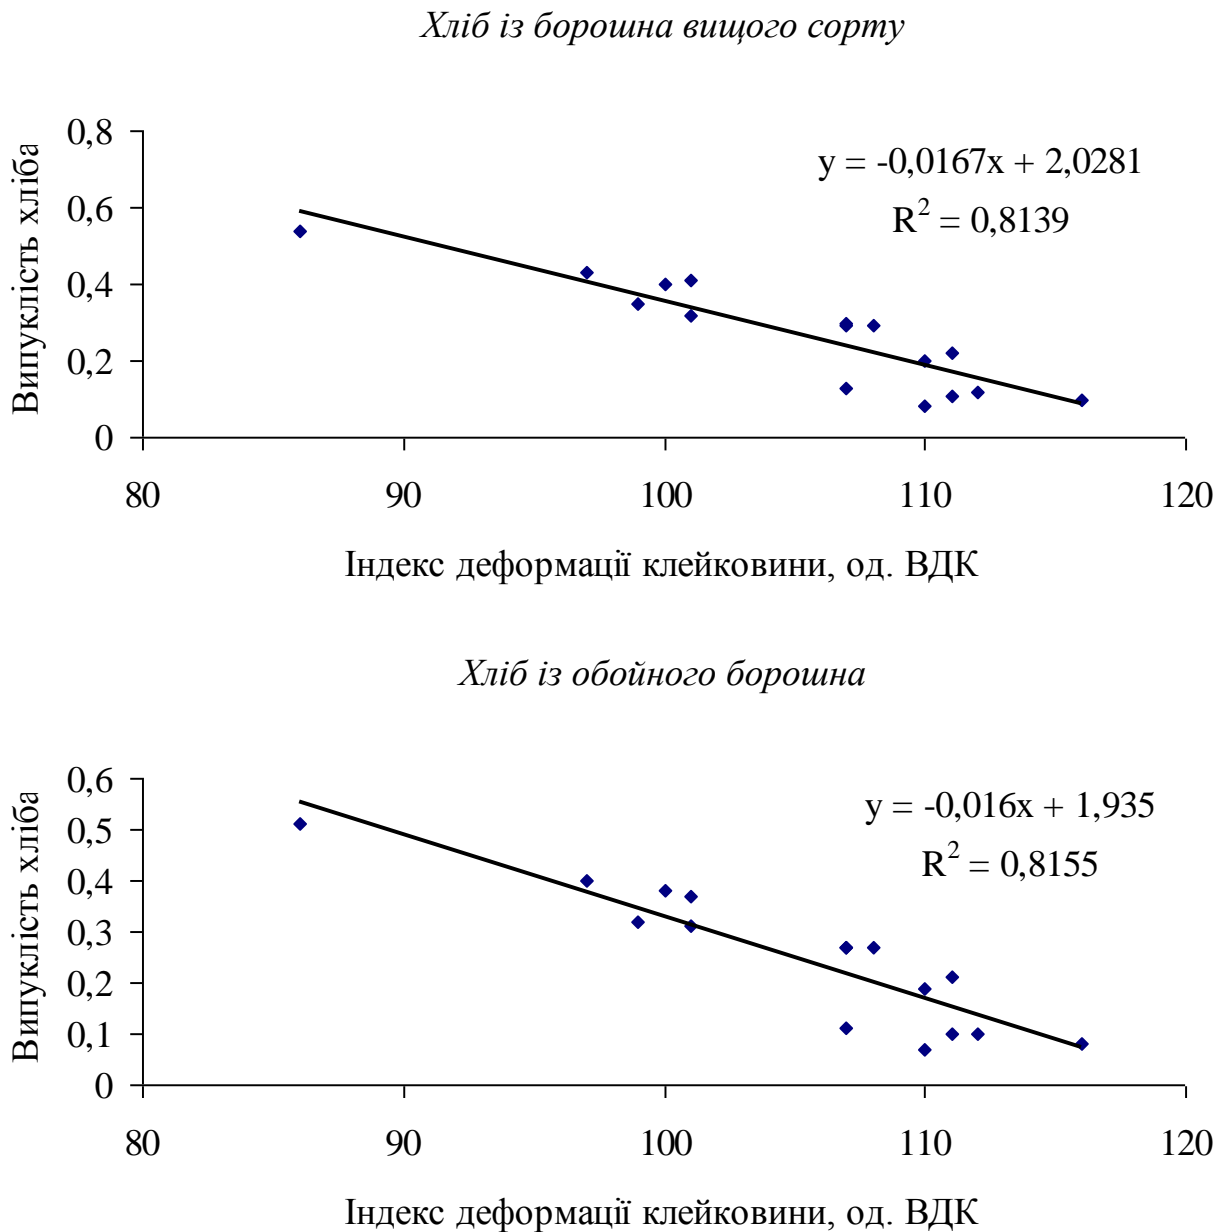 Хліб із борошна вищого сорту
Випуклість хліба
0,8
0,6
0,4
0,2
0
y = -0,0167x + 2,0281
R² = 0,8139
80 90 100 110 120
Індекс деформації клейковини, од. ВДК
Хліб із обойного борошна
Випуклість хліба
0,6
0,5
0,4
0,3
0,2
0,1
0
y = -0,016x + 1,935
R² = 0,8155
80 90 100 110 120
Індекс деформації клейковини, од. ВДК